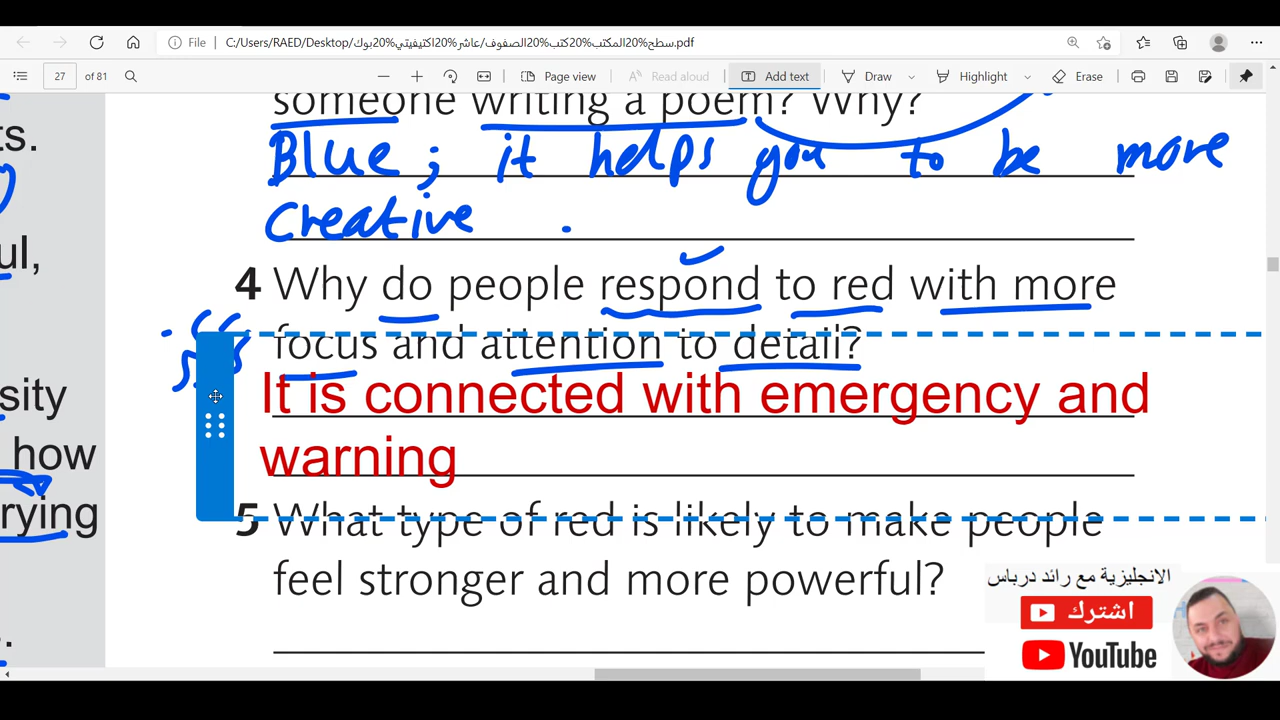 File
C:/Users/RAED/Desktop/سطح%20المكتب%20كتب%20الصفوف/عاشر%20اكتيفيتي%20بوك.pdf
27 of 81
Page view
Read aloud
Add text
Draw
Highlight
Erase
ts.
ul,
sity
how
rying
someone writing a poem? Why?
Blue; it helps you to be more
creative .
4 Why do people respond to red with more
focus and attention to detail?
It is connected with emergency and
warning
5 What type of red is likely to make people
feel stronger and more powerful?
الانجليزية مع رائد درباس
اشترك
YouTube